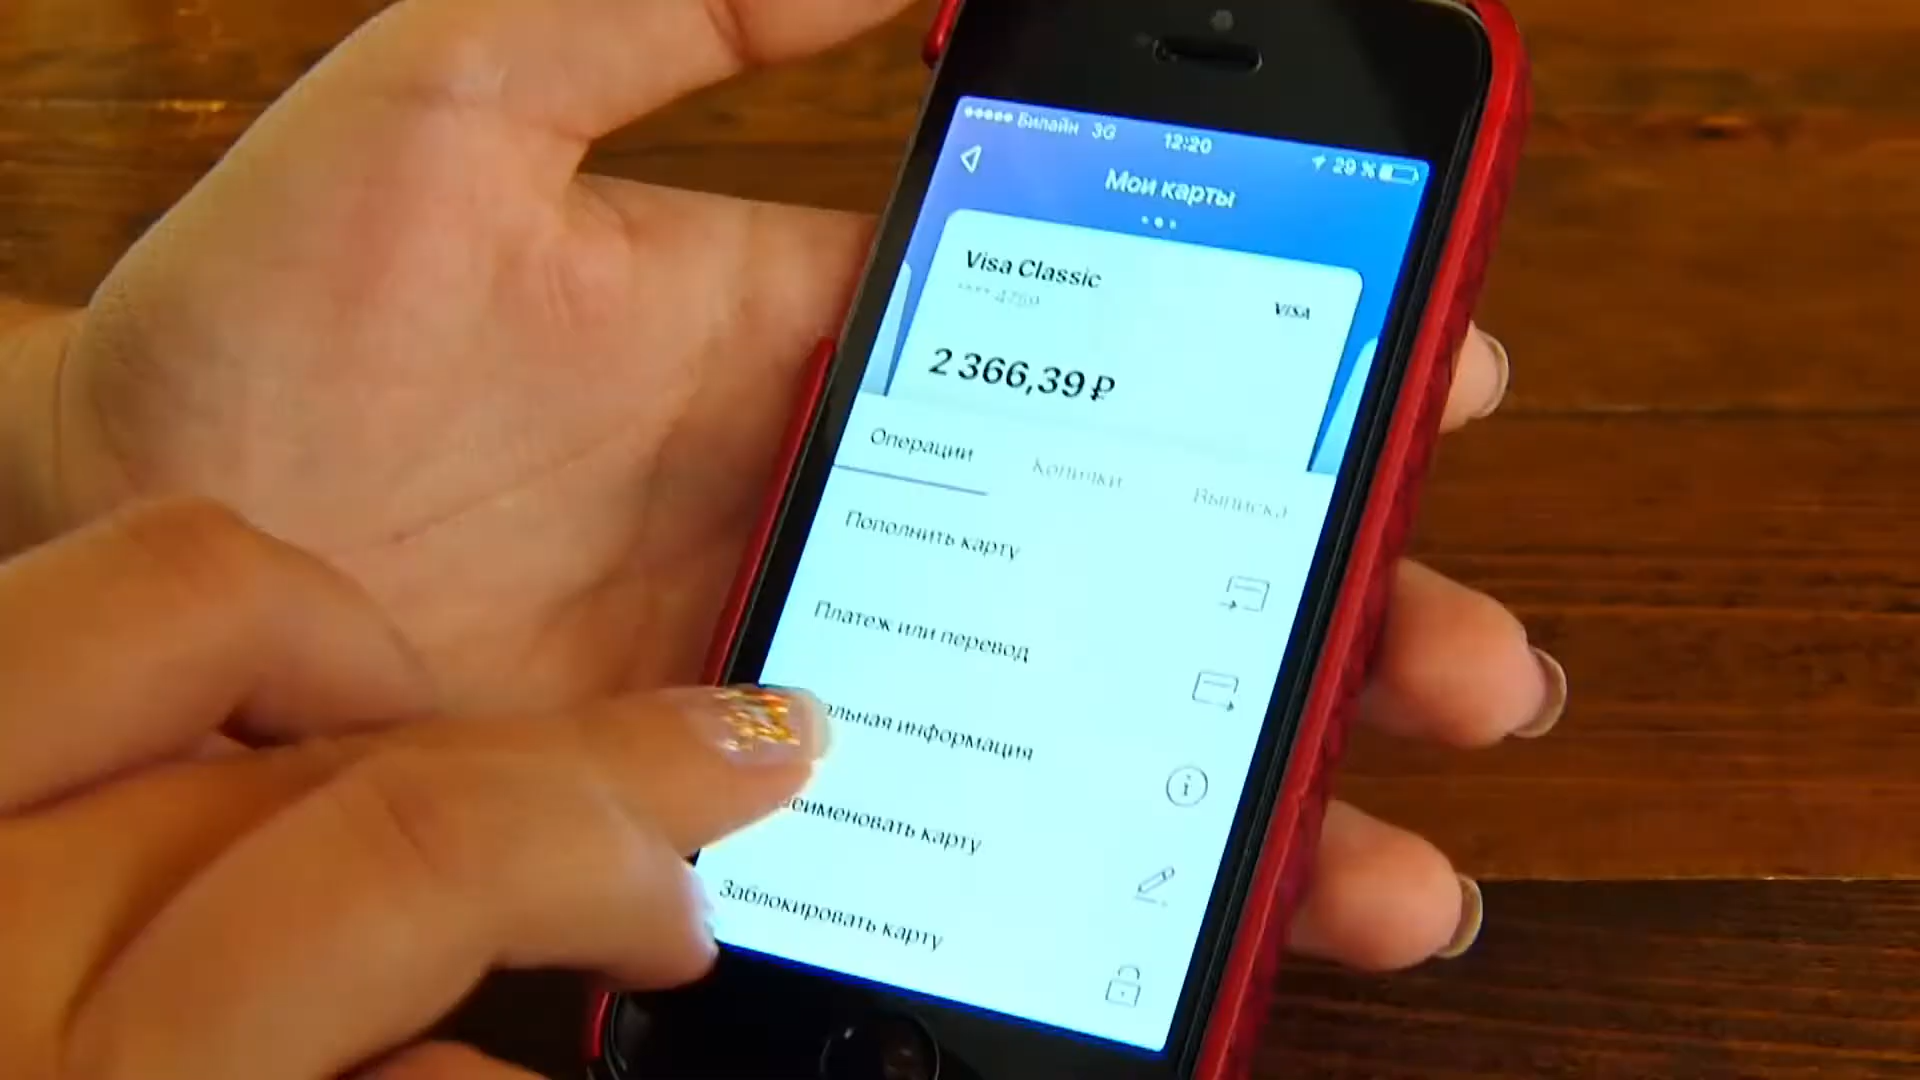 Билайн 3G 12:20 29 %
Мои карты
Visa Classic
VISA
2 366,39 ₽
Операции Копилки Выписка
Пополнить карту
Платеж или перевод
альная информация
еименовать карту
Заблокировать карту